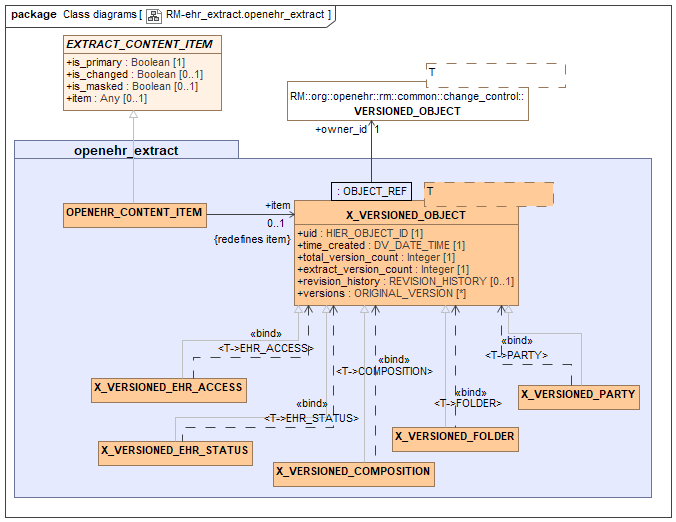 package Class diagrams [ RM-ehr_extract.openehr_extract ]
EXTRACT_CONTENT_ITEM
+is_primary : Boolean [1]
+is_changed : Boolean [0..1]
+is_masked : Boolean [0..1]
+item : Any [0..1]
T
RM::org::openehr::rm::common::change_control::
VERSIONED_OBJECT
+owner_id 1
openehr_extract
: OBJECT_REF
T
OPENEHR_CONTENT_ITEM
+item
0..1
{redefines item}
X_VERSIONED_OBJECT
+uid : HIER_OBJECT_ID [1]
+time_created : DV_DATE_TIME [1]
+total_version_count : Integer [1]
+extract_version_count : Integer [1]
+revision_history : REVISION_HISTORY [0..1]
+versions : ORIGINAL_VERSION [*]
«bind»
<T->EHR_ACCESS>
«bind»
<T->PARTY>
«bind»
<T->COMPOSITION>
X_VERSIONED_EHR_ACCESS
X_VERSIONED_PARTY
«bind»
<T->EHR_STATUS>
«bind»
<T->FOLDER>
X_VERSIONED_FOLDER
X_VERSIONED_EHR_STATUS
X_VERSIONED_COMPOSITION